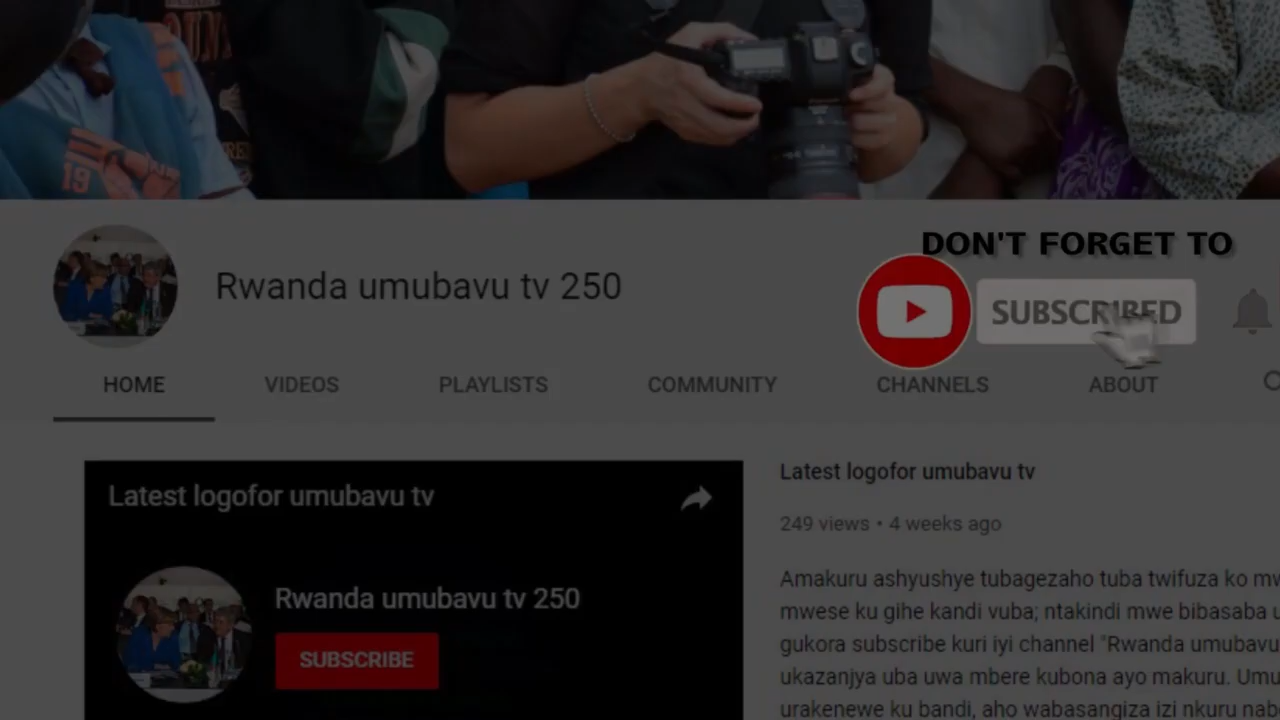 19
DON'T FORGET TO
Rwanda umubavu tv 250
SUBSCRIBED
HOME VIDEOS PLAYLISTS COMMUNITY CHANNELS ABOUT
Latest logofor umubavu tv
Latest logofor umubavu tv
249 views • 4 weeks ago
Rwanda umubavu tv 250
SUBSCRIBE
Amakuru ashyushye tubagezaho tuba twifuza ko
mwese ku gihe kandi vuba; ntakindi mwe bibasaba
gukora subscribe kuri iyi channel "Rwanda umubavu
ukazanjya uba uwa mbere kubona ayo makuru.
urakenewe ku bandi, aho wabasangiza izi nkuru